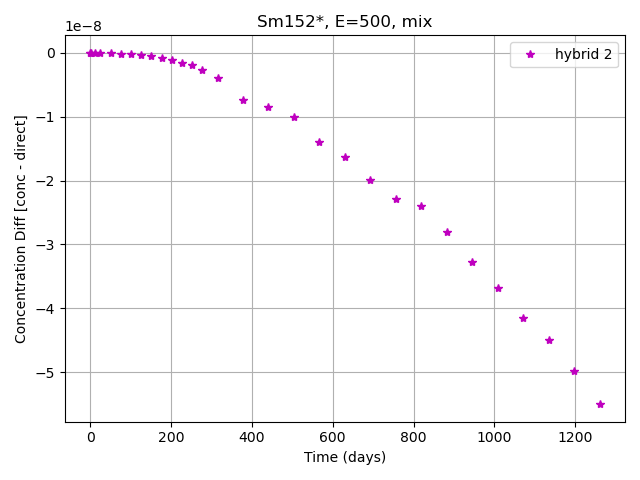 Sm152*, E=500, mix
1e−8
hybrid 2
0
−1
−2
−3
−4
−5
Concentration Diff [conc - direct]
0 200 400 600 800 1000 1200
Time (days)